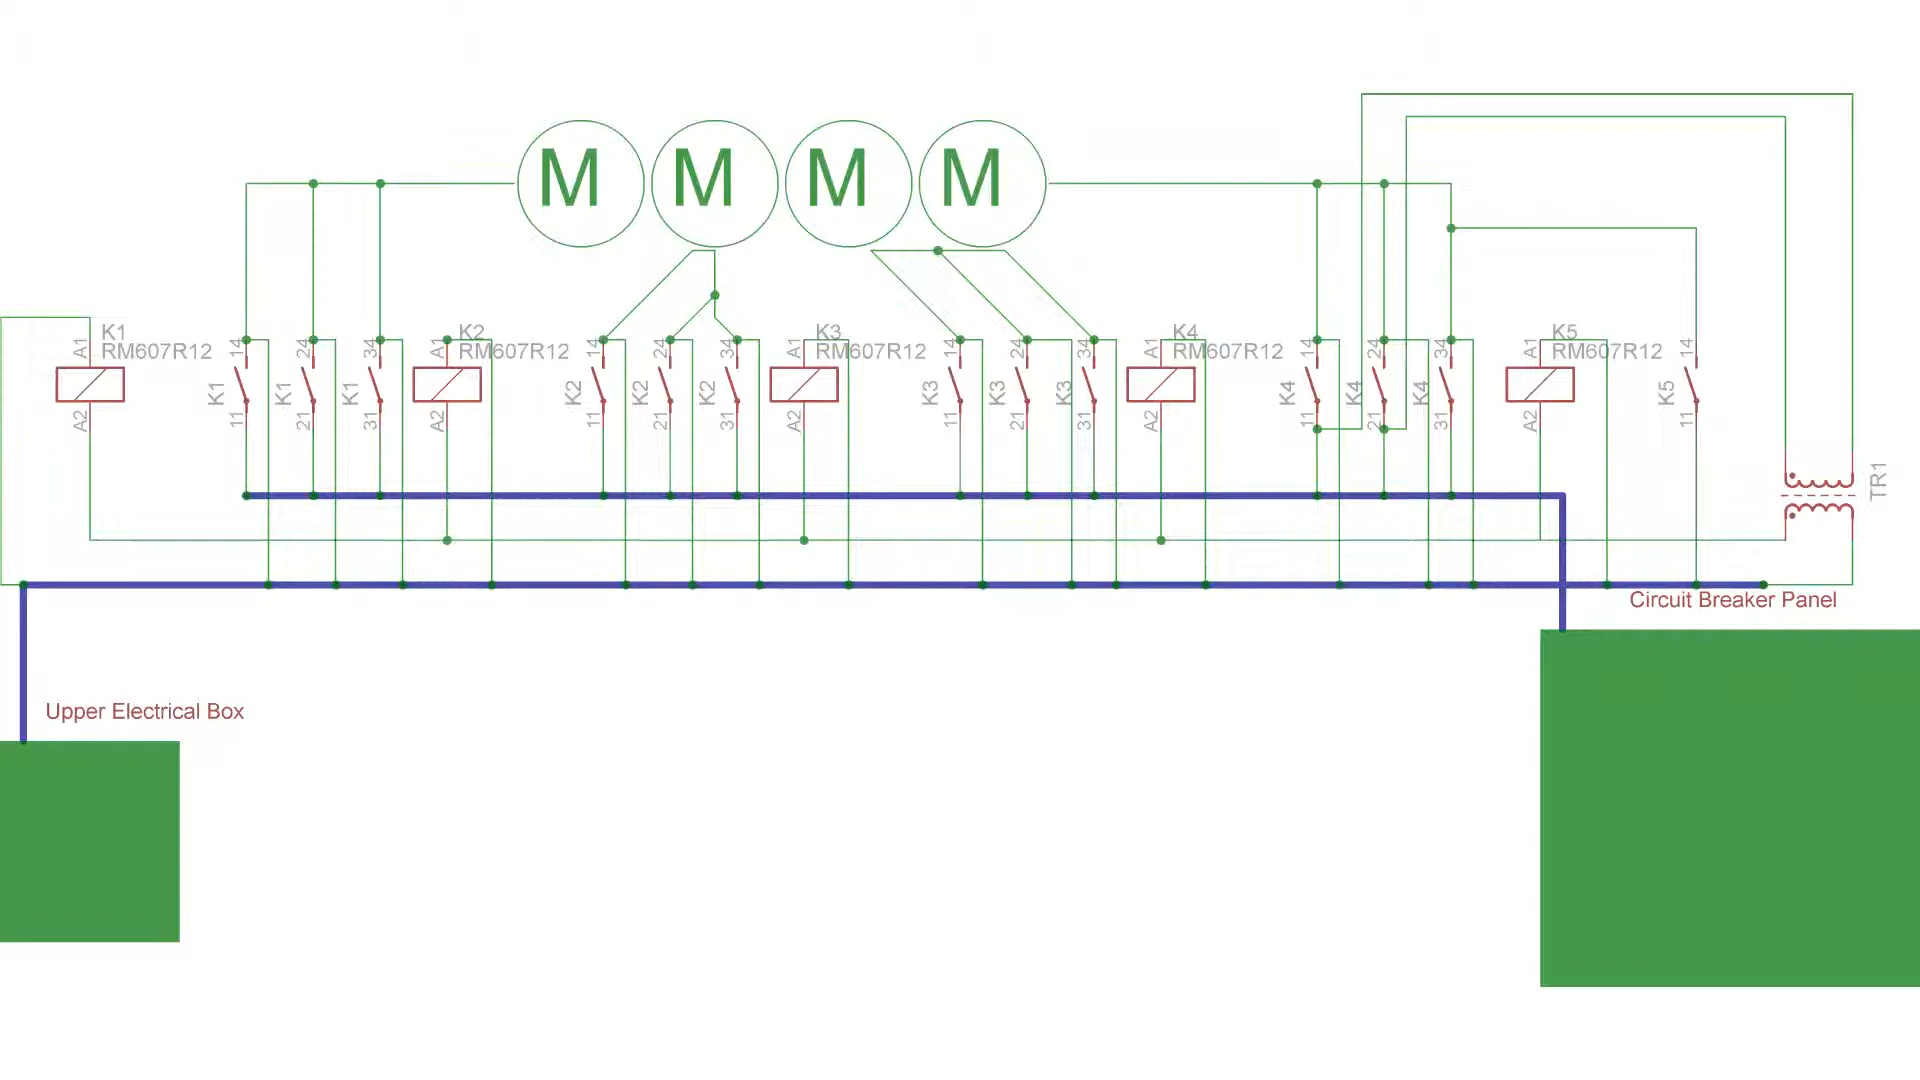 M M M M
K1
RM607R12
A1
A2
K1 14 11
K1 24 21
K1 34 31
K2
RM607R12
A1
A2
K2 14 11
K2 24 21
K2 34 31
K3
RM607R12
A1
A2
K3 14 11
K3 24 21
K3 34 31
K4
RM607R12
A1
A2
K4 14 11
K4 24 21
K4 34 31
K5
RM607R12
A1
A2
K5 14 11
TR1
Circuit Breaker Panel
Upper Electrical Box